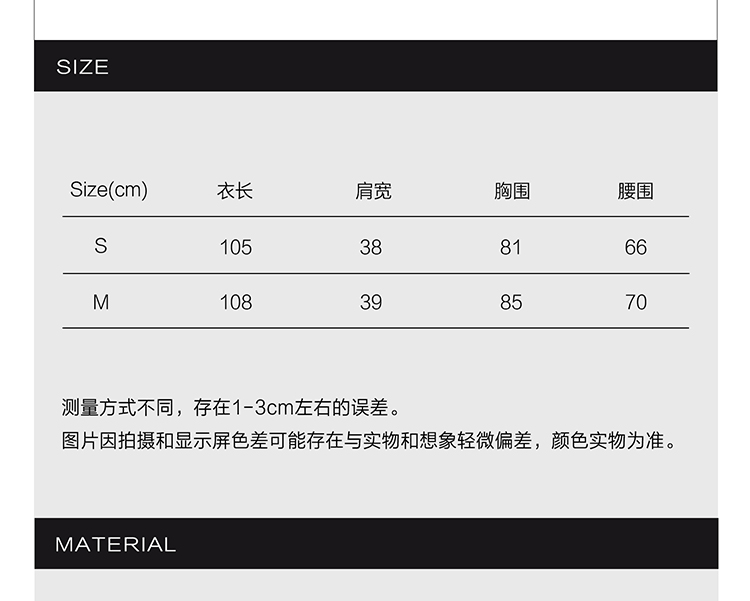 SIZE
Size(cm) 衣长 肩宽 胸围 腰围
S 105 38 81 66
M 108 39 85 70
测量方式不同，存在1-3cm左右的误差。
图片因拍摄和显示屏色差可能存在与实物和想象轻微偏差，颜色实物为准。
MATERIAL